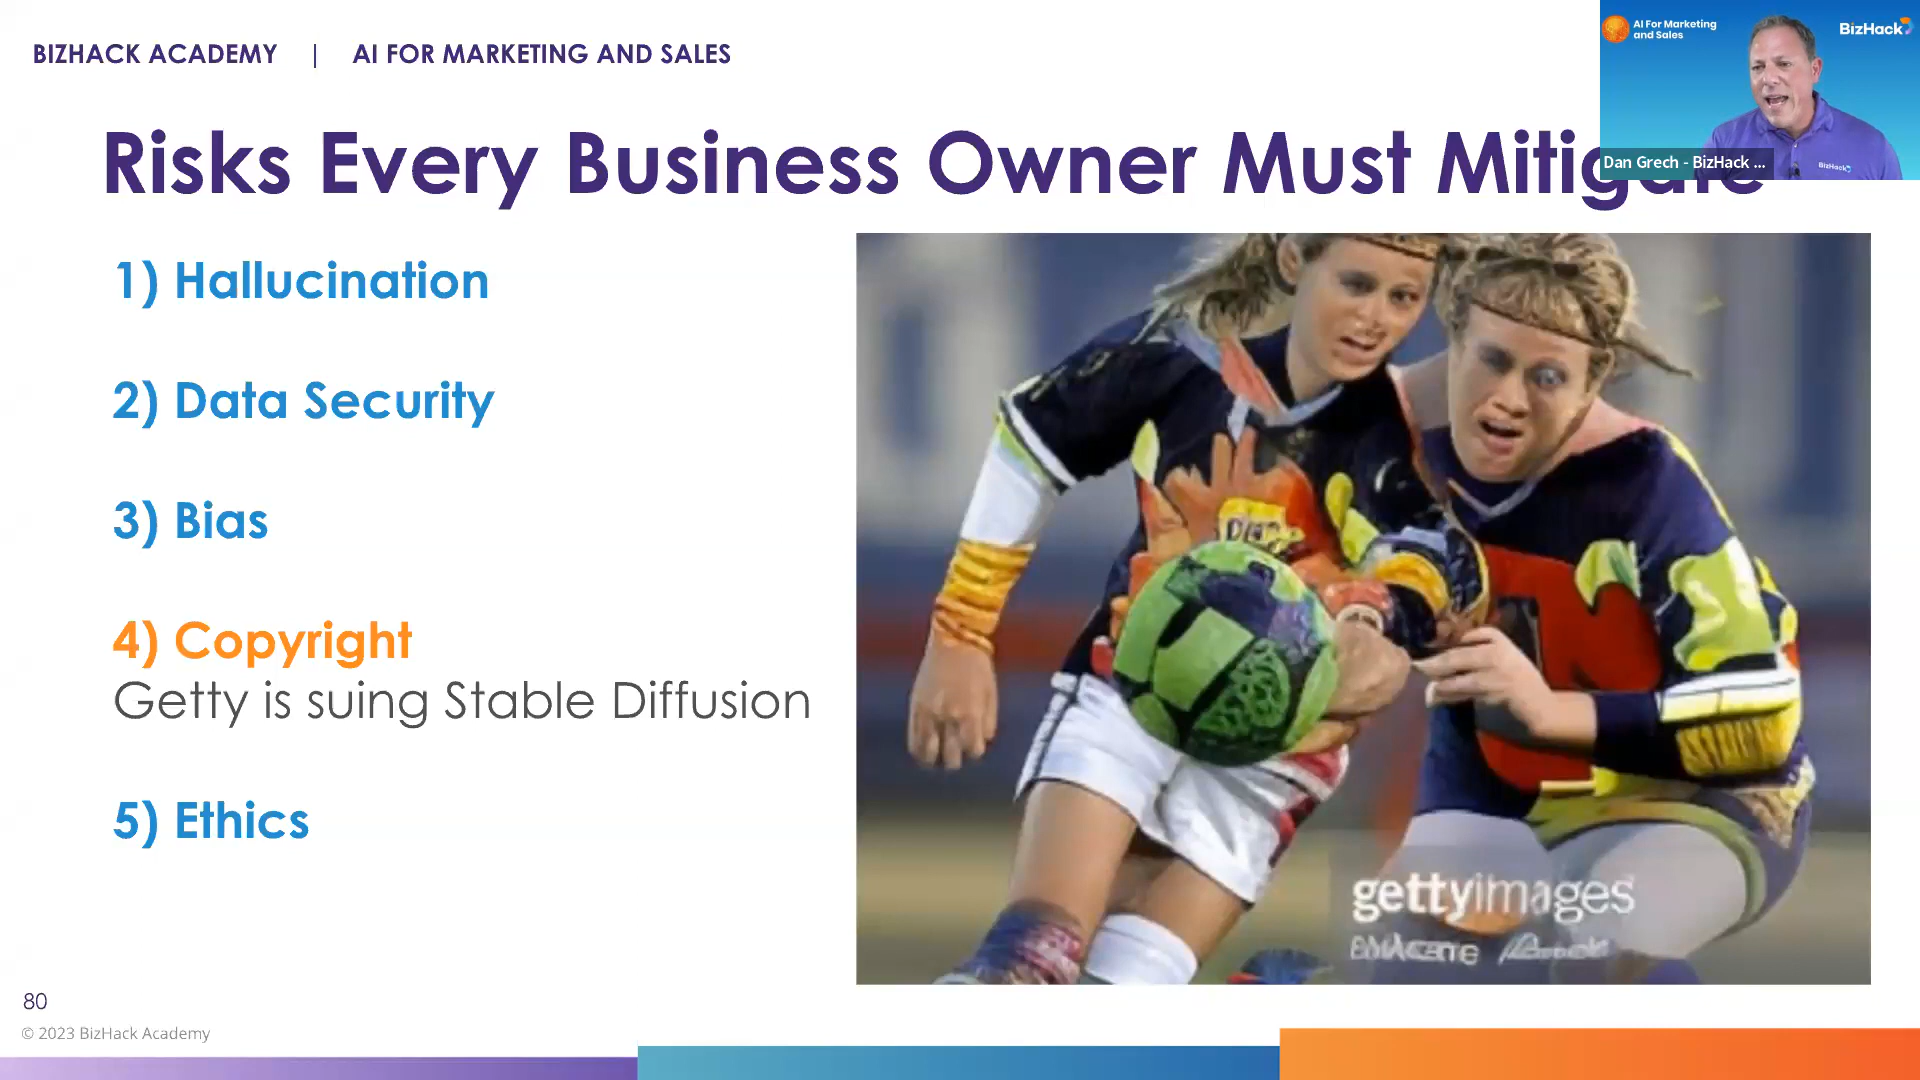 BIZHACK ACADEMY | AI FOR MARKETING AND SALES
AI For Marketing
and Sales
BizHack
Dan Grech - BizHack ...
BizHack
Risks Every Business Owner Must Mitigate
1) Hallucination
2) Data Security
3) Bias
4) Copyright
Getty is suing Stable Diffusion
5) Ethics
gettyimages
80
© 2023 BizHack Academy